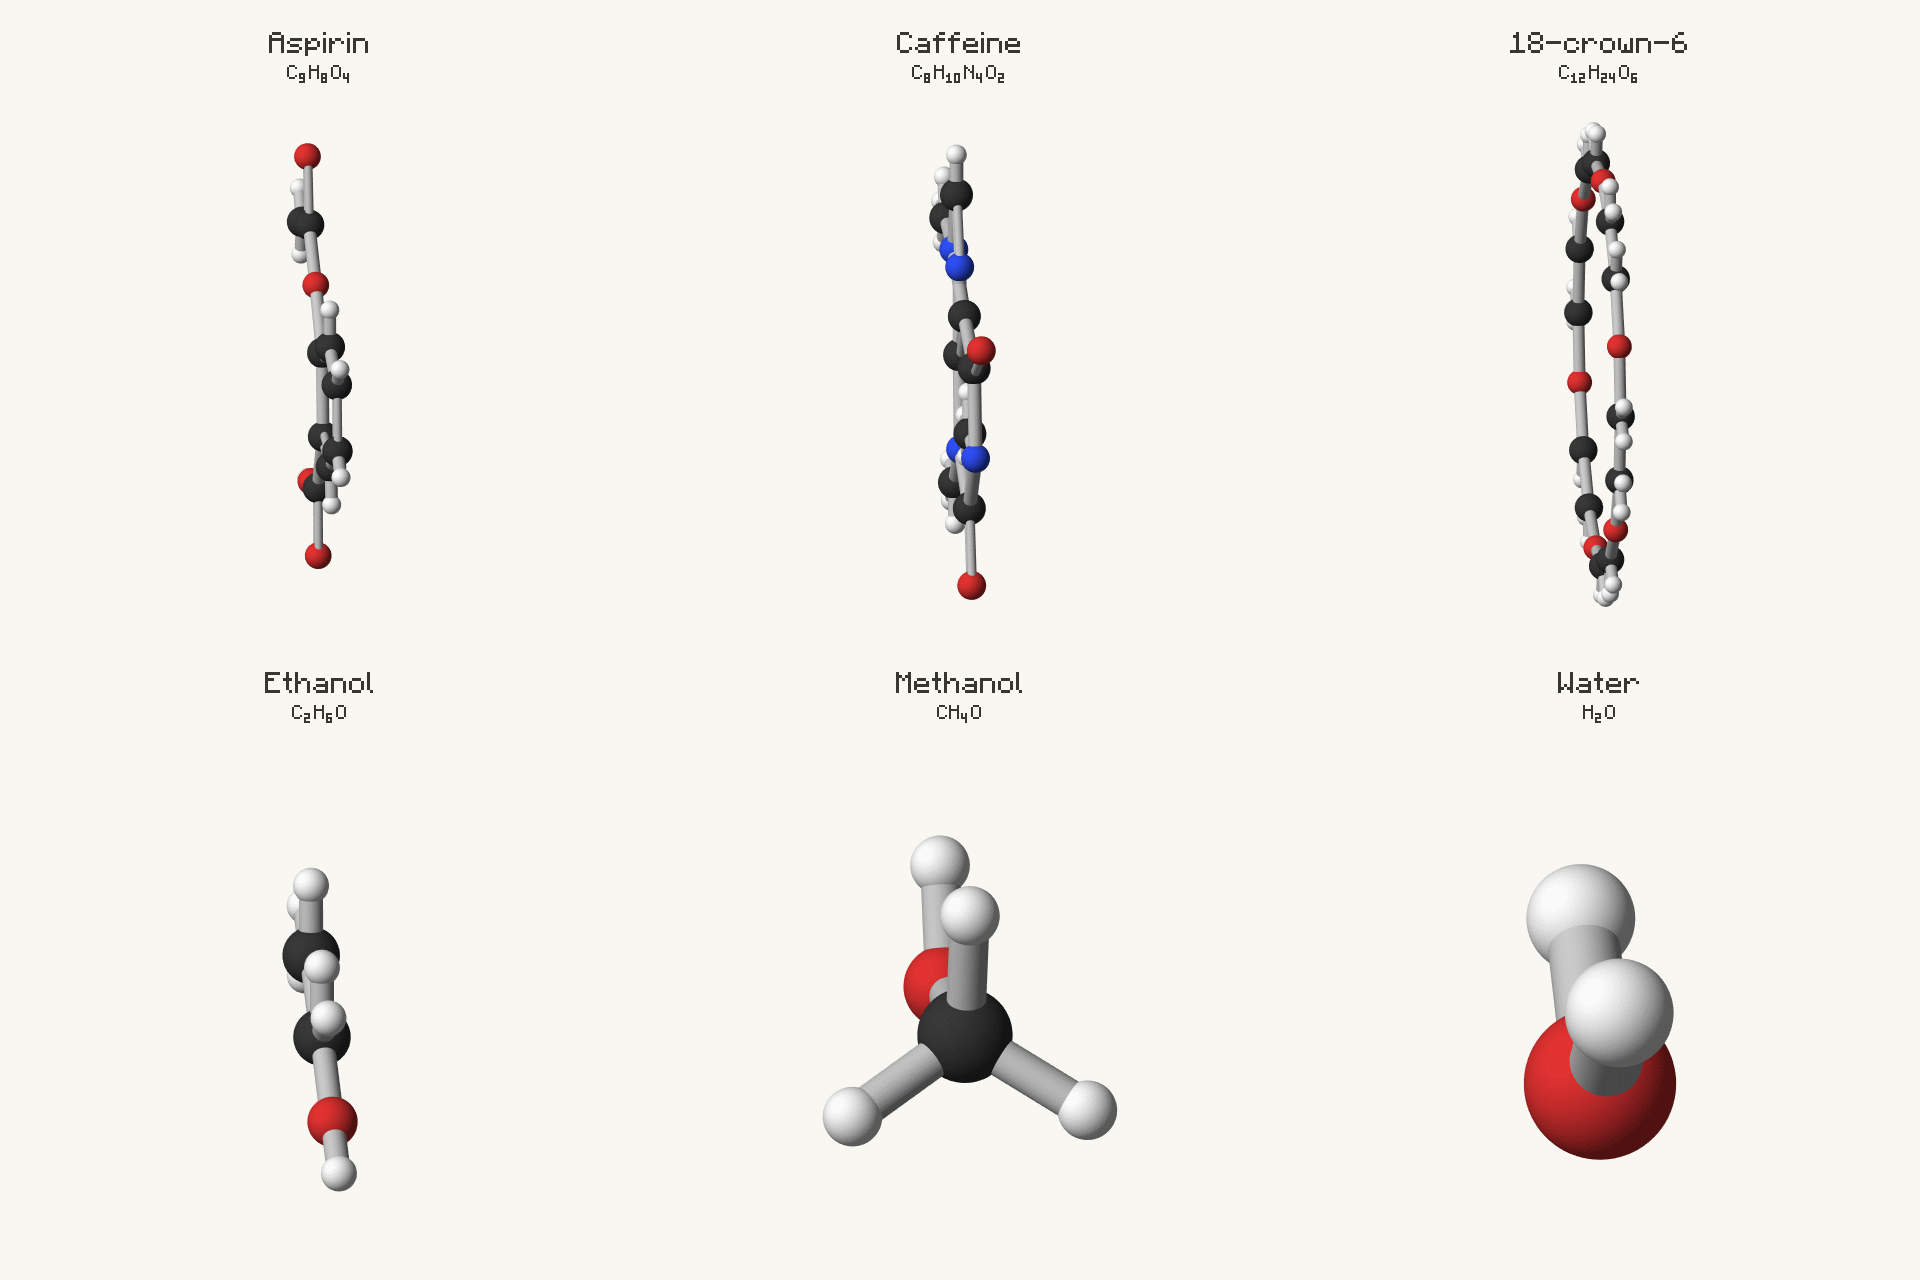 Aspirin
C₉H₈O₄
Caffeine
C₈H₁₀N₄O₂
18-crown-6
C₁₂H₂₄O₆
Ethanol
C₂H₆O
Methanol
CH₄O
Water
H₂O